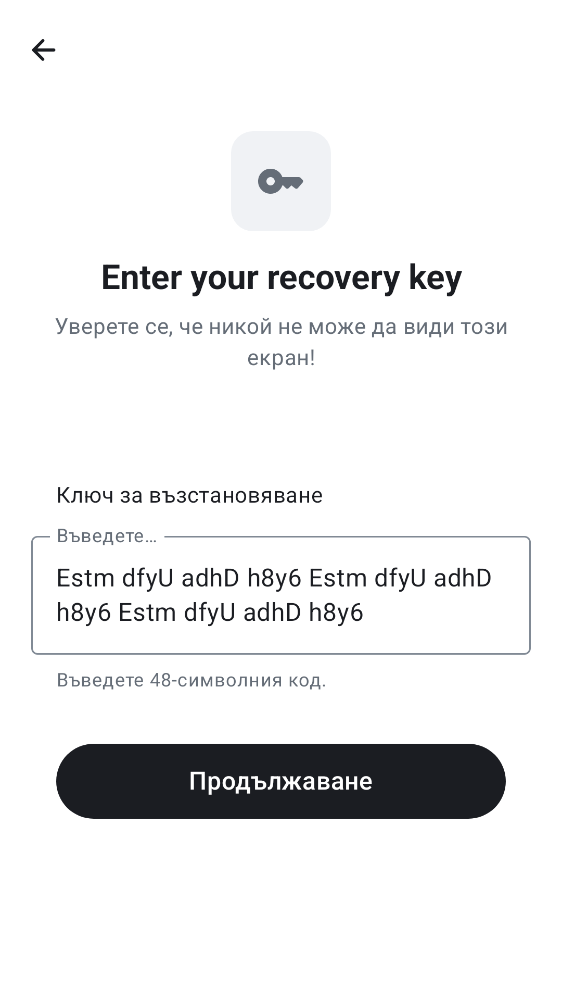 Enter your recovery key
Уверете се, че никой не може да види този
екран!
Ключ за възстановяване
Въведете…
Estm dfyU adhD h8y6 Estm dfyU adhD
h8y6 Estm dfyU adhD h8y6
Въведете 48-символния код.
Продължаване